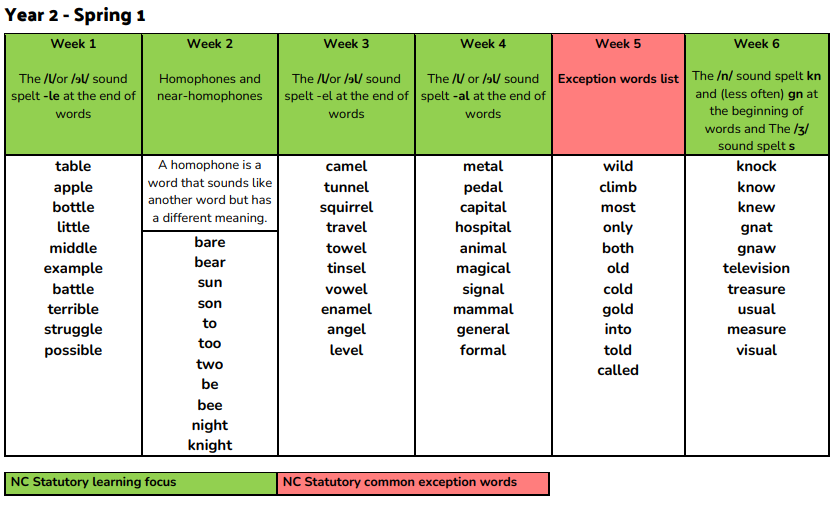 Year 2 - Spring 1
Week 1
The /l/or /əl/ sound
spelt -le at the end of
words
table
apple
bottle
little
middle
example
battle
terrible
struggle
possible
Week 2
Homophones and
near-homophones
A homophone is a
word that sounds like
another word but has
a different meaning.
bare
bear
sun
son
to
too
two
be
bee
night
knight
Week 3
The /l/or /əl/ sound
spelt -el at the end of
words
camel
tunnel
squirrel
travel
towel
tinsel
vowel
enamel
angel
level
Week 4
The /l/ or /əl/ sound
spelt -al at the end of
words
metal
pedal
capital
hospital
animal
magical
signal
mammal
general
formal
Week 5
Exception words list
wild
climb
most
only
both
old
cold
gold
into
told
called
Week 6
The /n/ sound spelt kn
and (less often) gn at
the beginning of
words and The /ʒ/
sound spelt s
knock
know
knew
gnat
gnaw
television
treasure
usual
measure
visual
NC Statutory learning focus
NC Statutory common exception words